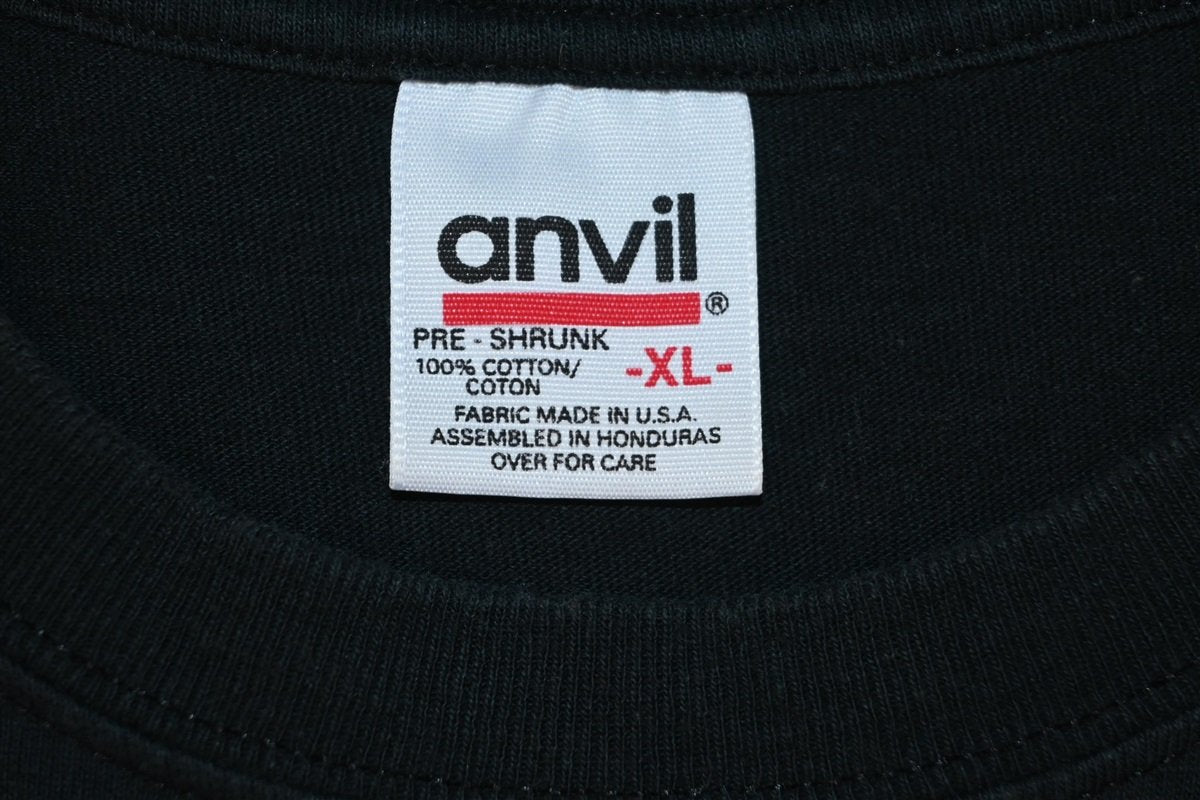 anvil
®
PRE - SHRUNK
100% COTTON/
COTON
-XL-
FABRIC MADE IN U.S.A.
ASSEMBLED IN HONDURAS
OVER FOR CARE